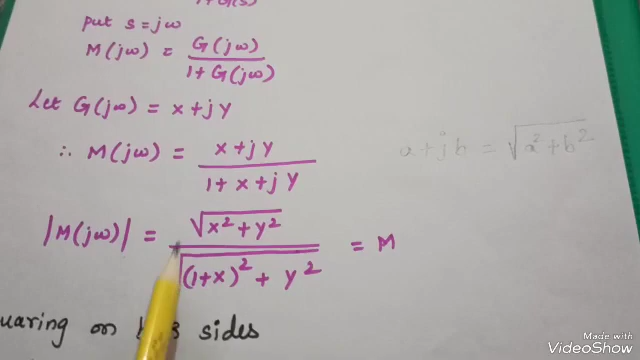 1+G(s)
put s = jω
M(jω) = G(jω) / 1+G(jω)
Let G(jω) = x+jy
∴ M(jω) = x+jy / 1+x+jy
a+jb = √a²+b²
|M(jω)| = √x²+y² / √(1+x)²+y² = M
sides
Made with
VideoShow